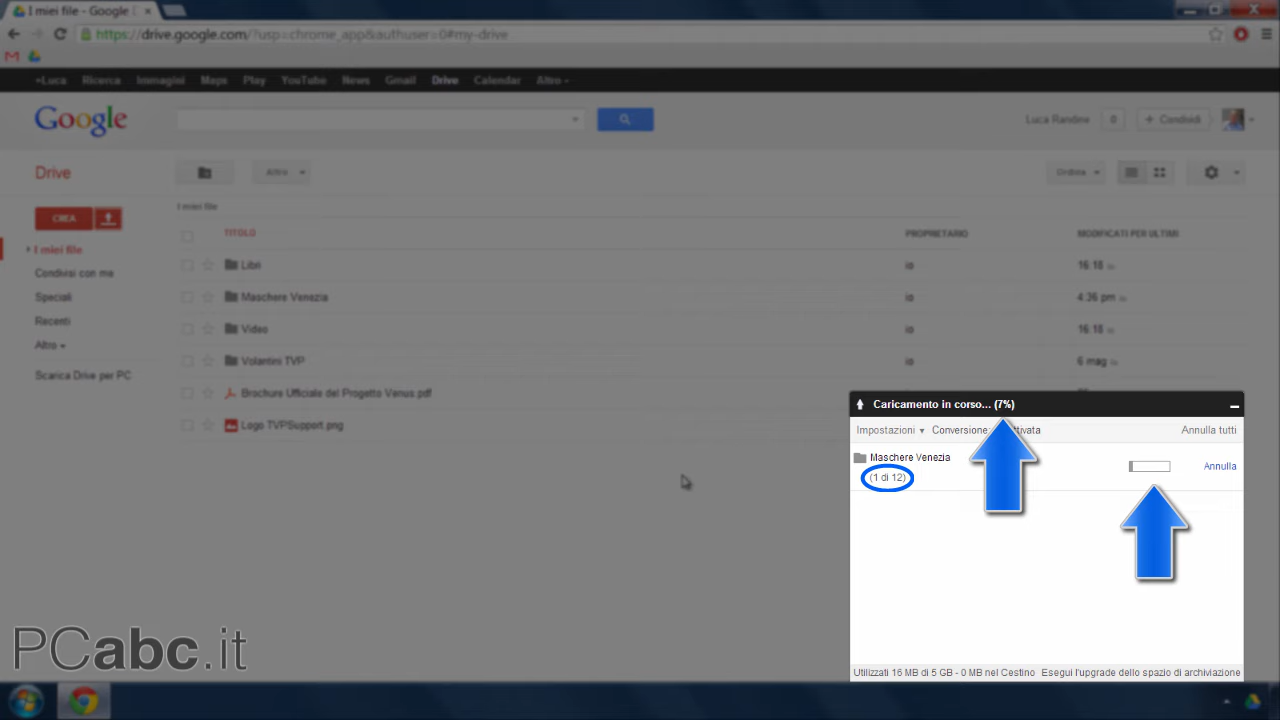 I miei file - Google
https://drive.google.com/?usp=chrome_app&authuser=0#my-drive
+Luca Ricerca Immagini Maps Play YouTube News Gmail Drive Calendar Altro
Google
Luca Randine 0 + Condividi
Drive
Altro
Ordina
CREA
I miei file
I miei file
TITOLO PROPRIETARIO MODIFICATI PER ULTIMI
Libri io 16:18 io
Condivisi con me
Speciali
Maschere Venezia io 4:36 pm io
Recenti
Video io 16:18 io
Altro
Volantini TVP io 6 mag io
Scarica Drive per PC
Brochure Ufficiale del Progetto Venus.pdf
Logo TVPSupport.png
Caricamento in corso... (7%)
Impostazioni Conversione Annulla tutti
Maschere Venezia
(1 di 12)
Annulla
Utilizzati 16 MB di 5 GB - 0 MB nel Cestino Esegui l'upgrade dello spazio di archiviazione
PCabc.it